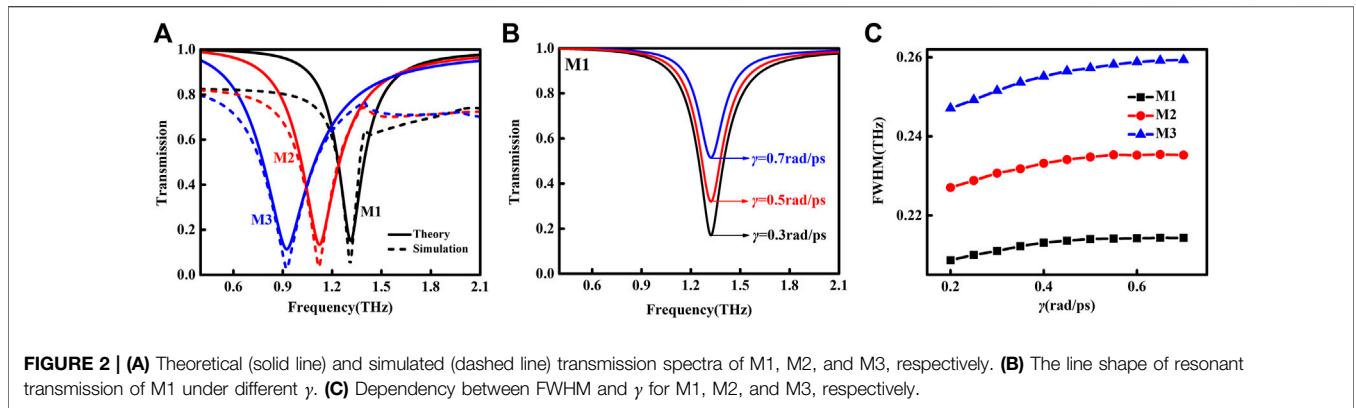 A
Transmission
1.0
0.8
0.6
0.4
0.2
0.0
M2
M3
M1
Theory
Simulation
0.6 0.9 1.2 1.5 1.8 2.1
Frequency(THz)
B
M1
Transmission
1.0
0.8
0.6
0.4
0.2
0.0
γ=0.7rad/ps
γ=0.5rad/ps
γ=0.3rad/ps
0.6 0.9 1.2 1.5 1.8 2.1
Frequency(THz)
C
FWHM(THz)
0.26
0.24
0.22
M1
M2
M3
0.2 0.4 0.6
γ(rad/ps)
FIGURE 2 | (A) Theoretical (solid line) and simulated (dashed line) transmission spectra of M1, M2, and M3, respectively. (B) The line shape of resonant
transmission of M1 under different γ. (C) Dependency between FWHM and γ for M1, M2, and M3, respectively.